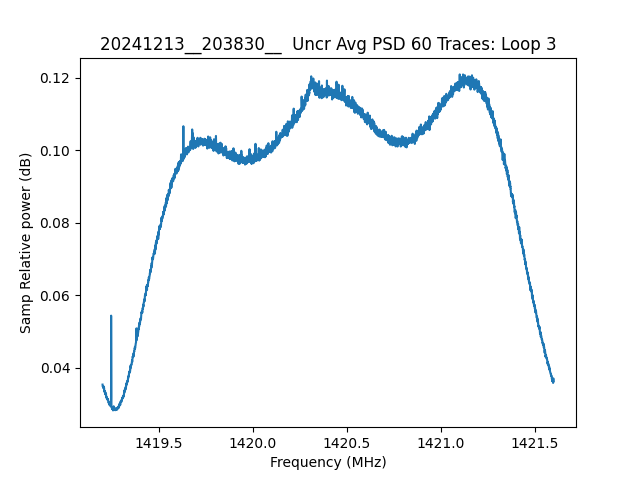 20241213__203830__  Uncr Avg PSD 60 Traces: Loop 3
0.12
0.10
0.08
0.06
0.04
Samp Relative power (dB)
1419.5 1420.0 1420.5 1421.0 1421.5
Frequency (MHz)